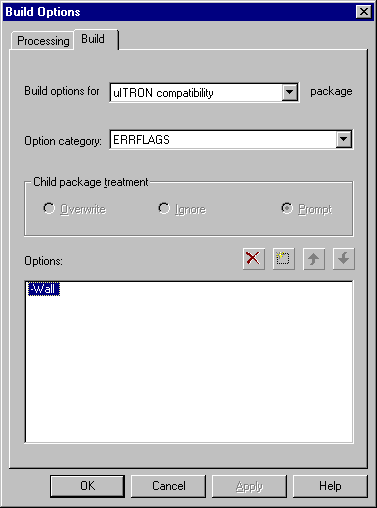 Build Options
Processing Build
Build options for uITRON compatibility package
Option category: ERRFLAGS
Child package treatment
Overwrite Ignore Prompt
Options:
-Wall
OK Cancel Apply Help